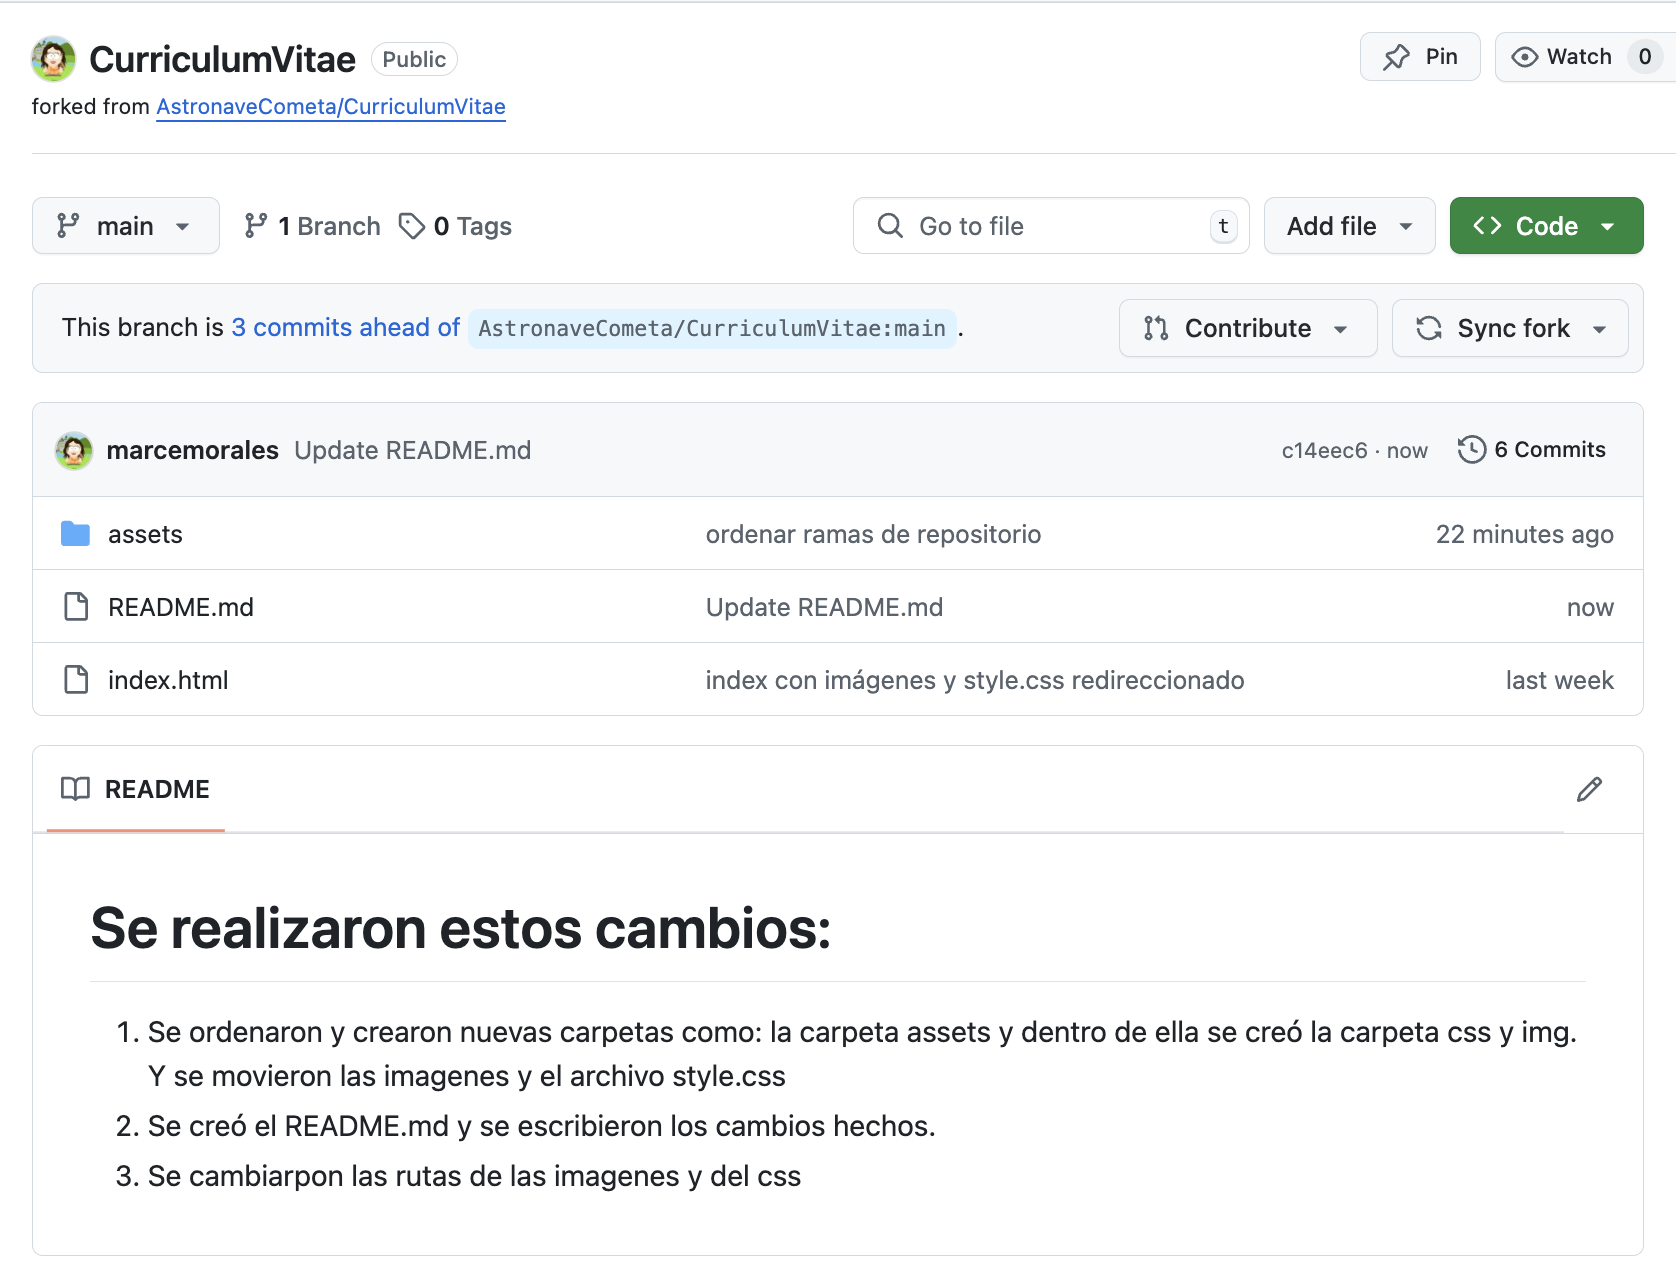 CurriculumVitae Public Pin Watch 0
forked from AstronaveCometa/CurriculumVitae
main 1 Branch 0 Tags Go to file t Add file Code
This branch is 3 commits ahead of AstronaveCometa/CurriculumVitae:main . Contribute Sync fork
marcemorales Update README.md c14eec6 · now 6 Commits
assets ordenar ramas de repositorio 22 minutes ago
README.md Update README.md now
index.html index con imágenes y style.css redireccionado last week
README
Se realizaron estos cambios:
1. Se ordenaron y crearon nuevas carpetas como: la carpeta assets y dentro de ella se creó la carpeta css y img.
Y se movieron las imagenes y el archivo style.css
2. Se creó el README.md y se escribieron los cambios hechos.
3. Se cambiarpon las rutas de las imagenes y del css